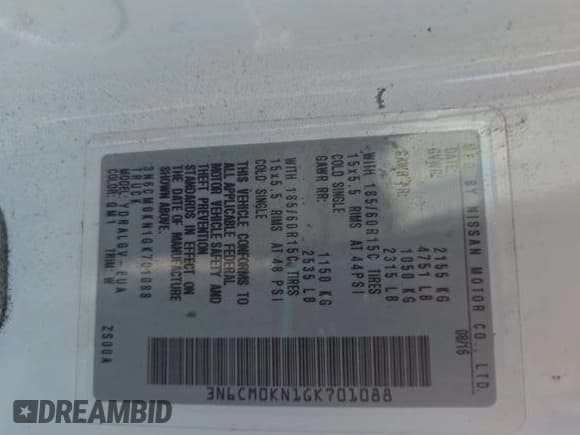 MFD BY NISSAN MOTOR CO., LTD.
DATE: 08/16
GVWR: 2155 KG
4751 LB
GAWR FR: 1050 KG
2315 LB
WITH 185/60R15C TIRES
15x5.5 RIMS AT 44PSI
COLD SINGLE
GAWR RR: 1150 KG
2535 LB
WITH 185/60R15C TIRES
15x5.5 RIMS AT 48 PSI
COLD SINGLE
THIS VEHICLE CONFORMS TO
ALL APPLICABLE FEDERAL
MOTOR VEHICLE SAFETY AND
THEFT PREVENTION
STANDARDS IN EFFECT ON
THE DATE OF MANUFACTURE
SHOWN ABOVE.
3N6CM0KN1GK701088
TRUCK
COLOR: QM1 TRIM: W
ZS00A
3N6CM0KN1GK701088
DREAMBID